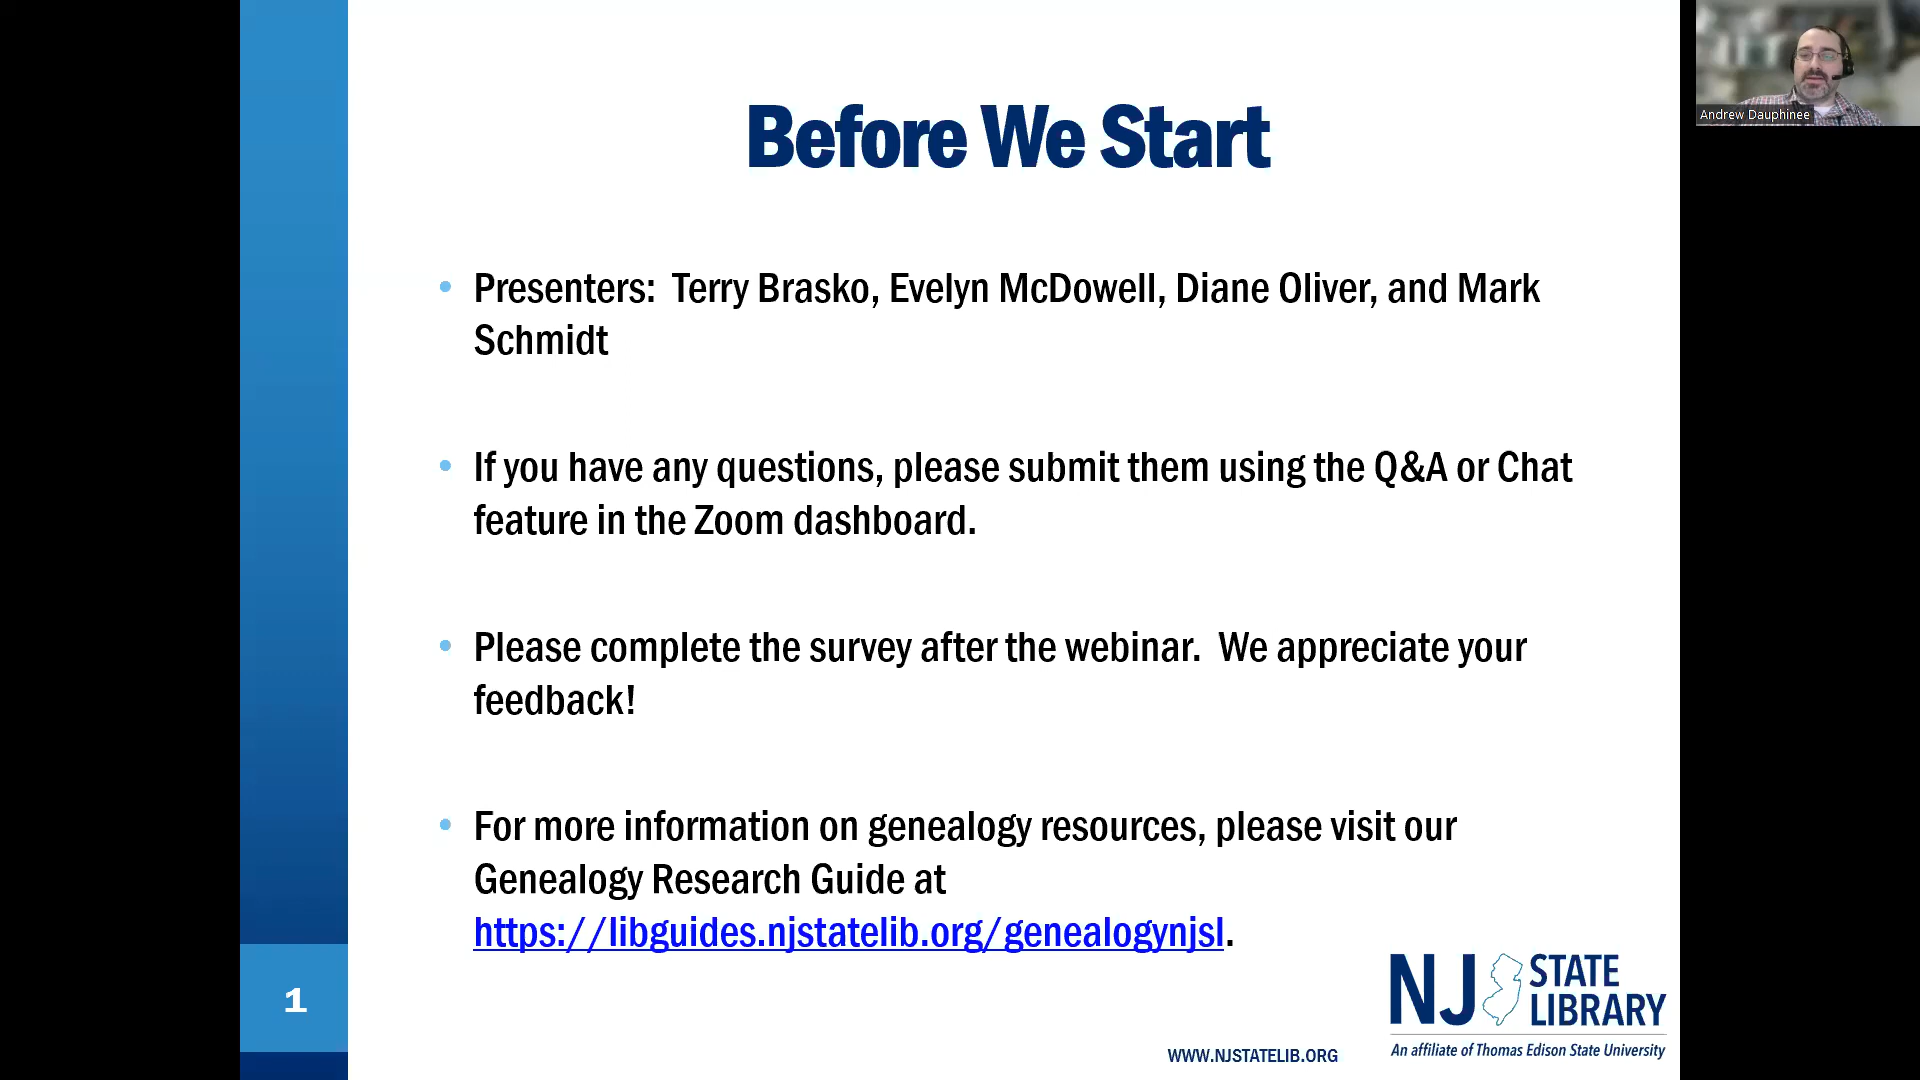 Before We Start
Andrew Dauphinee
• Presenters:  Terry Brasko, Evelyn McDowell, Diane Oliver, and Mark
Schmidt
• If you have any questions, please submit them using the Q&A or Chat
feature in the Zoom dashboard.
• Please complete the survey after the webinar.  We appreciate your
feedback!
• For more information on genealogy resources, please visit our
Genealogy Research Guide at
https://libguides.njstatelib.org/genealogynjsl.
1
WWW.NJSTATELIB.ORG
NJ STATE
LIBRARY
An affiliate of Thomas Edison State University